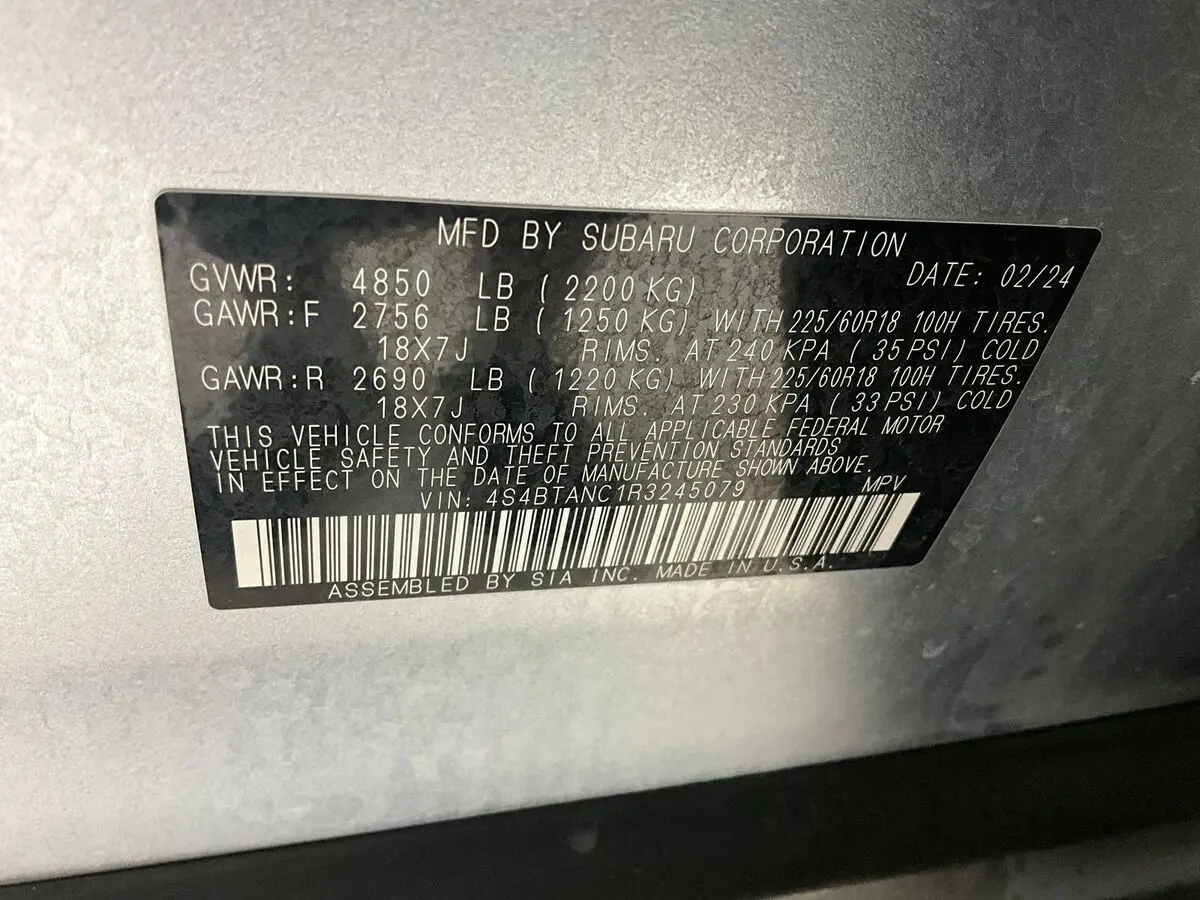 MFD BY SUBARU CORPORATION
DATE: 02/24
GVWR: 4850 LB ( 2200 KG)
GAWR:F 2756 LB ( 1250 KG) WITH 225/60R18 100H TIRES.
18X7J RIMS. AT 240 KPA ( 35 PSI) COLD
GAWR:R 2690 LB ( 1220 KG) WITH 225/60R18 100H TIRES.
18X7J RIMS. AT 230 KPA ( 33 PSI) COLD
THIS VEHICLE CONFORMS TO ALL APPLICABLE FEDERAL MOTOR
VEHICLE SAFETY AND THEFT PREVENTION STANDARDS
IN EFFECT ON THE DATE OF MANUFACTURE SHOWN ABOVE.
VIN: 4S4BTANC1R3245079 MPV
ASSEMBLED BY SIA INC. MADE IN U.S.A.